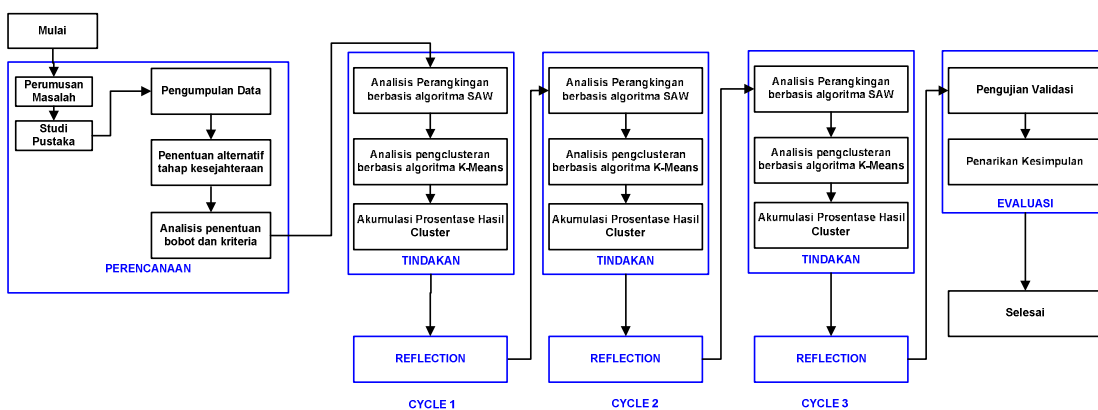 Mulai
Perumusan
Masalah
Studi
Pustaka
Pengumpulan Data
Penentuan alternatif
tahap kesejahteraan
Analisis penentuan
bobot dan kriteria
PERENCANAAN
Analisis Perangkingan
berbasis algoritma SAW
Analisis pengclusteran
berbasis algoritma K-Means
Akumulasi Prosentase Hasil
Cluster
TINDAKAN
REFLECTION
CYCLE 1
Analisis Perangkingan
berbasis algoritma SAW
Analisis pengclusteran
berbasis algoritma K-Means
Akumulasi Prosentase Hasil
Cluster
TINDAKAN
REFLECTION
CYCLE 2
Analisis Perangkingan
berbasis algoritma SAW
Analisis pengclusteran
berbasis algoritma K-Means
Akumulasi Prosentase Hasil
Cluster
TINDAKAN
REFLECTION
CYCLE 3
Pengujian Validasi
Penarikan Kesimpulan
EVALUASI
Selesai